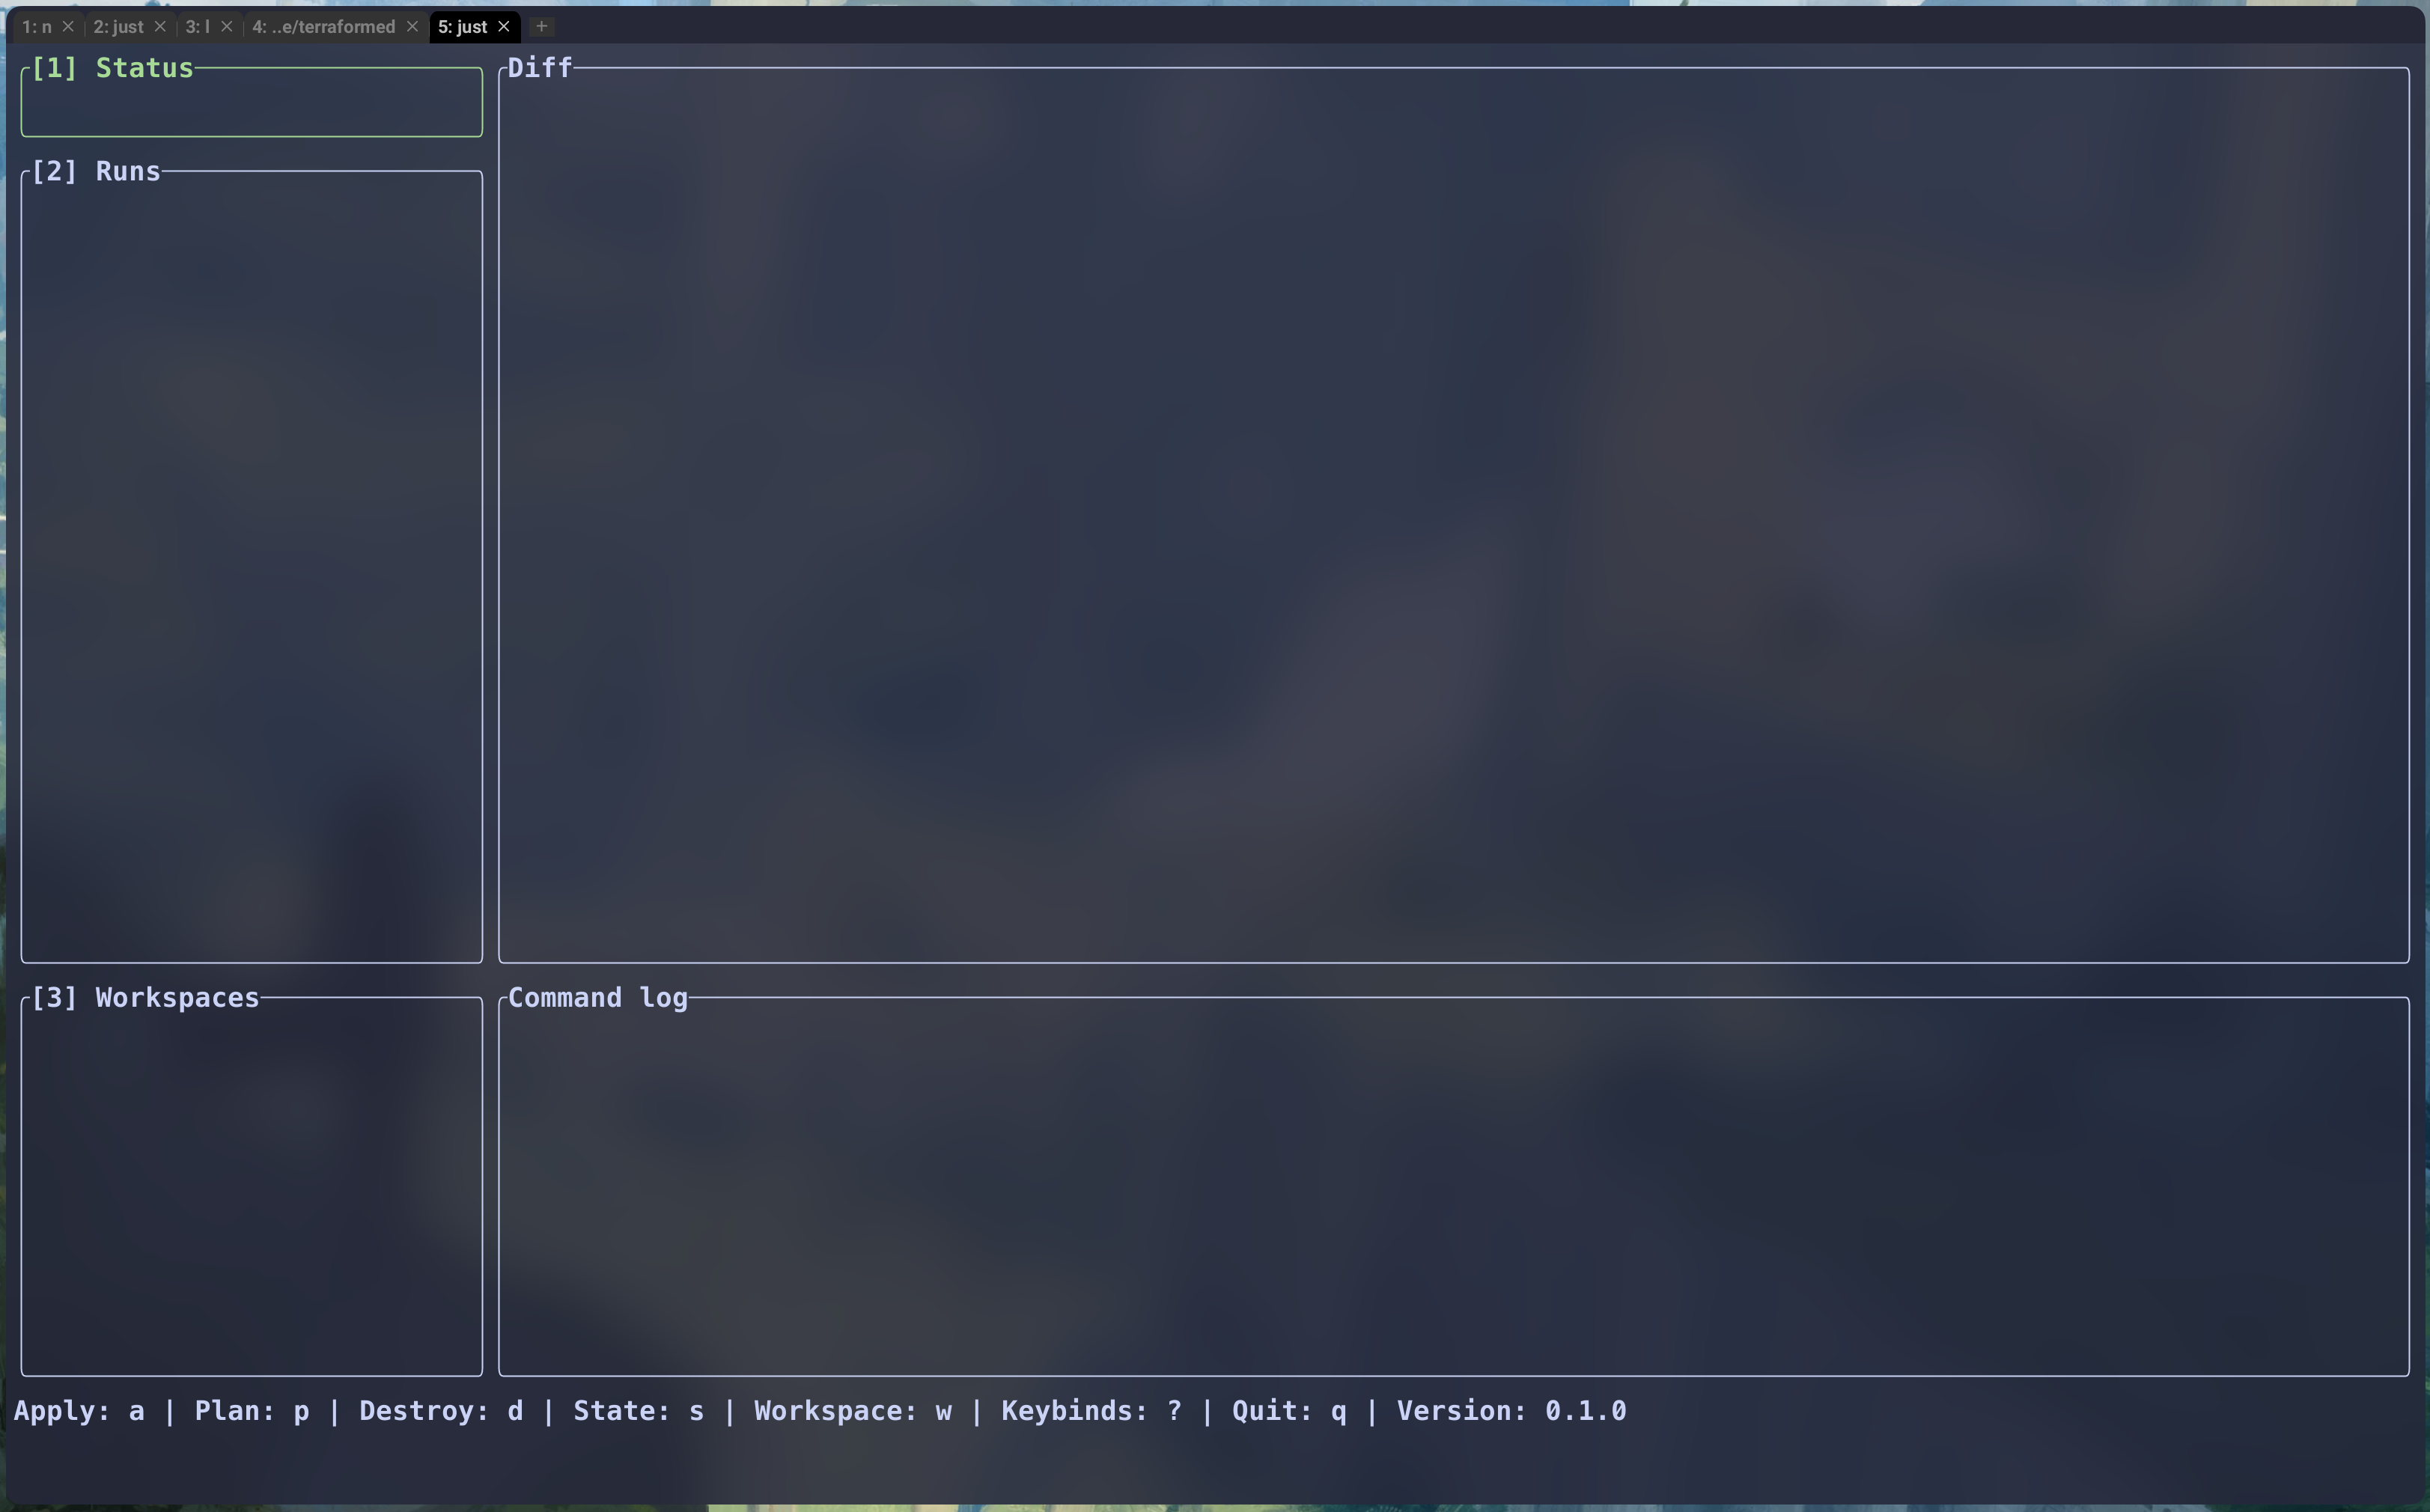 1: n 2: just 3: l 4: ..e/terraformed 5: just +
[1] Status
Diff
[2] Runs
[3] Workspaces
Command log
Apply: a | Plan: p | Destroy: d | State: s | Workspace: w | Keybinds: ? | Quit: q | Version: 0.1.0